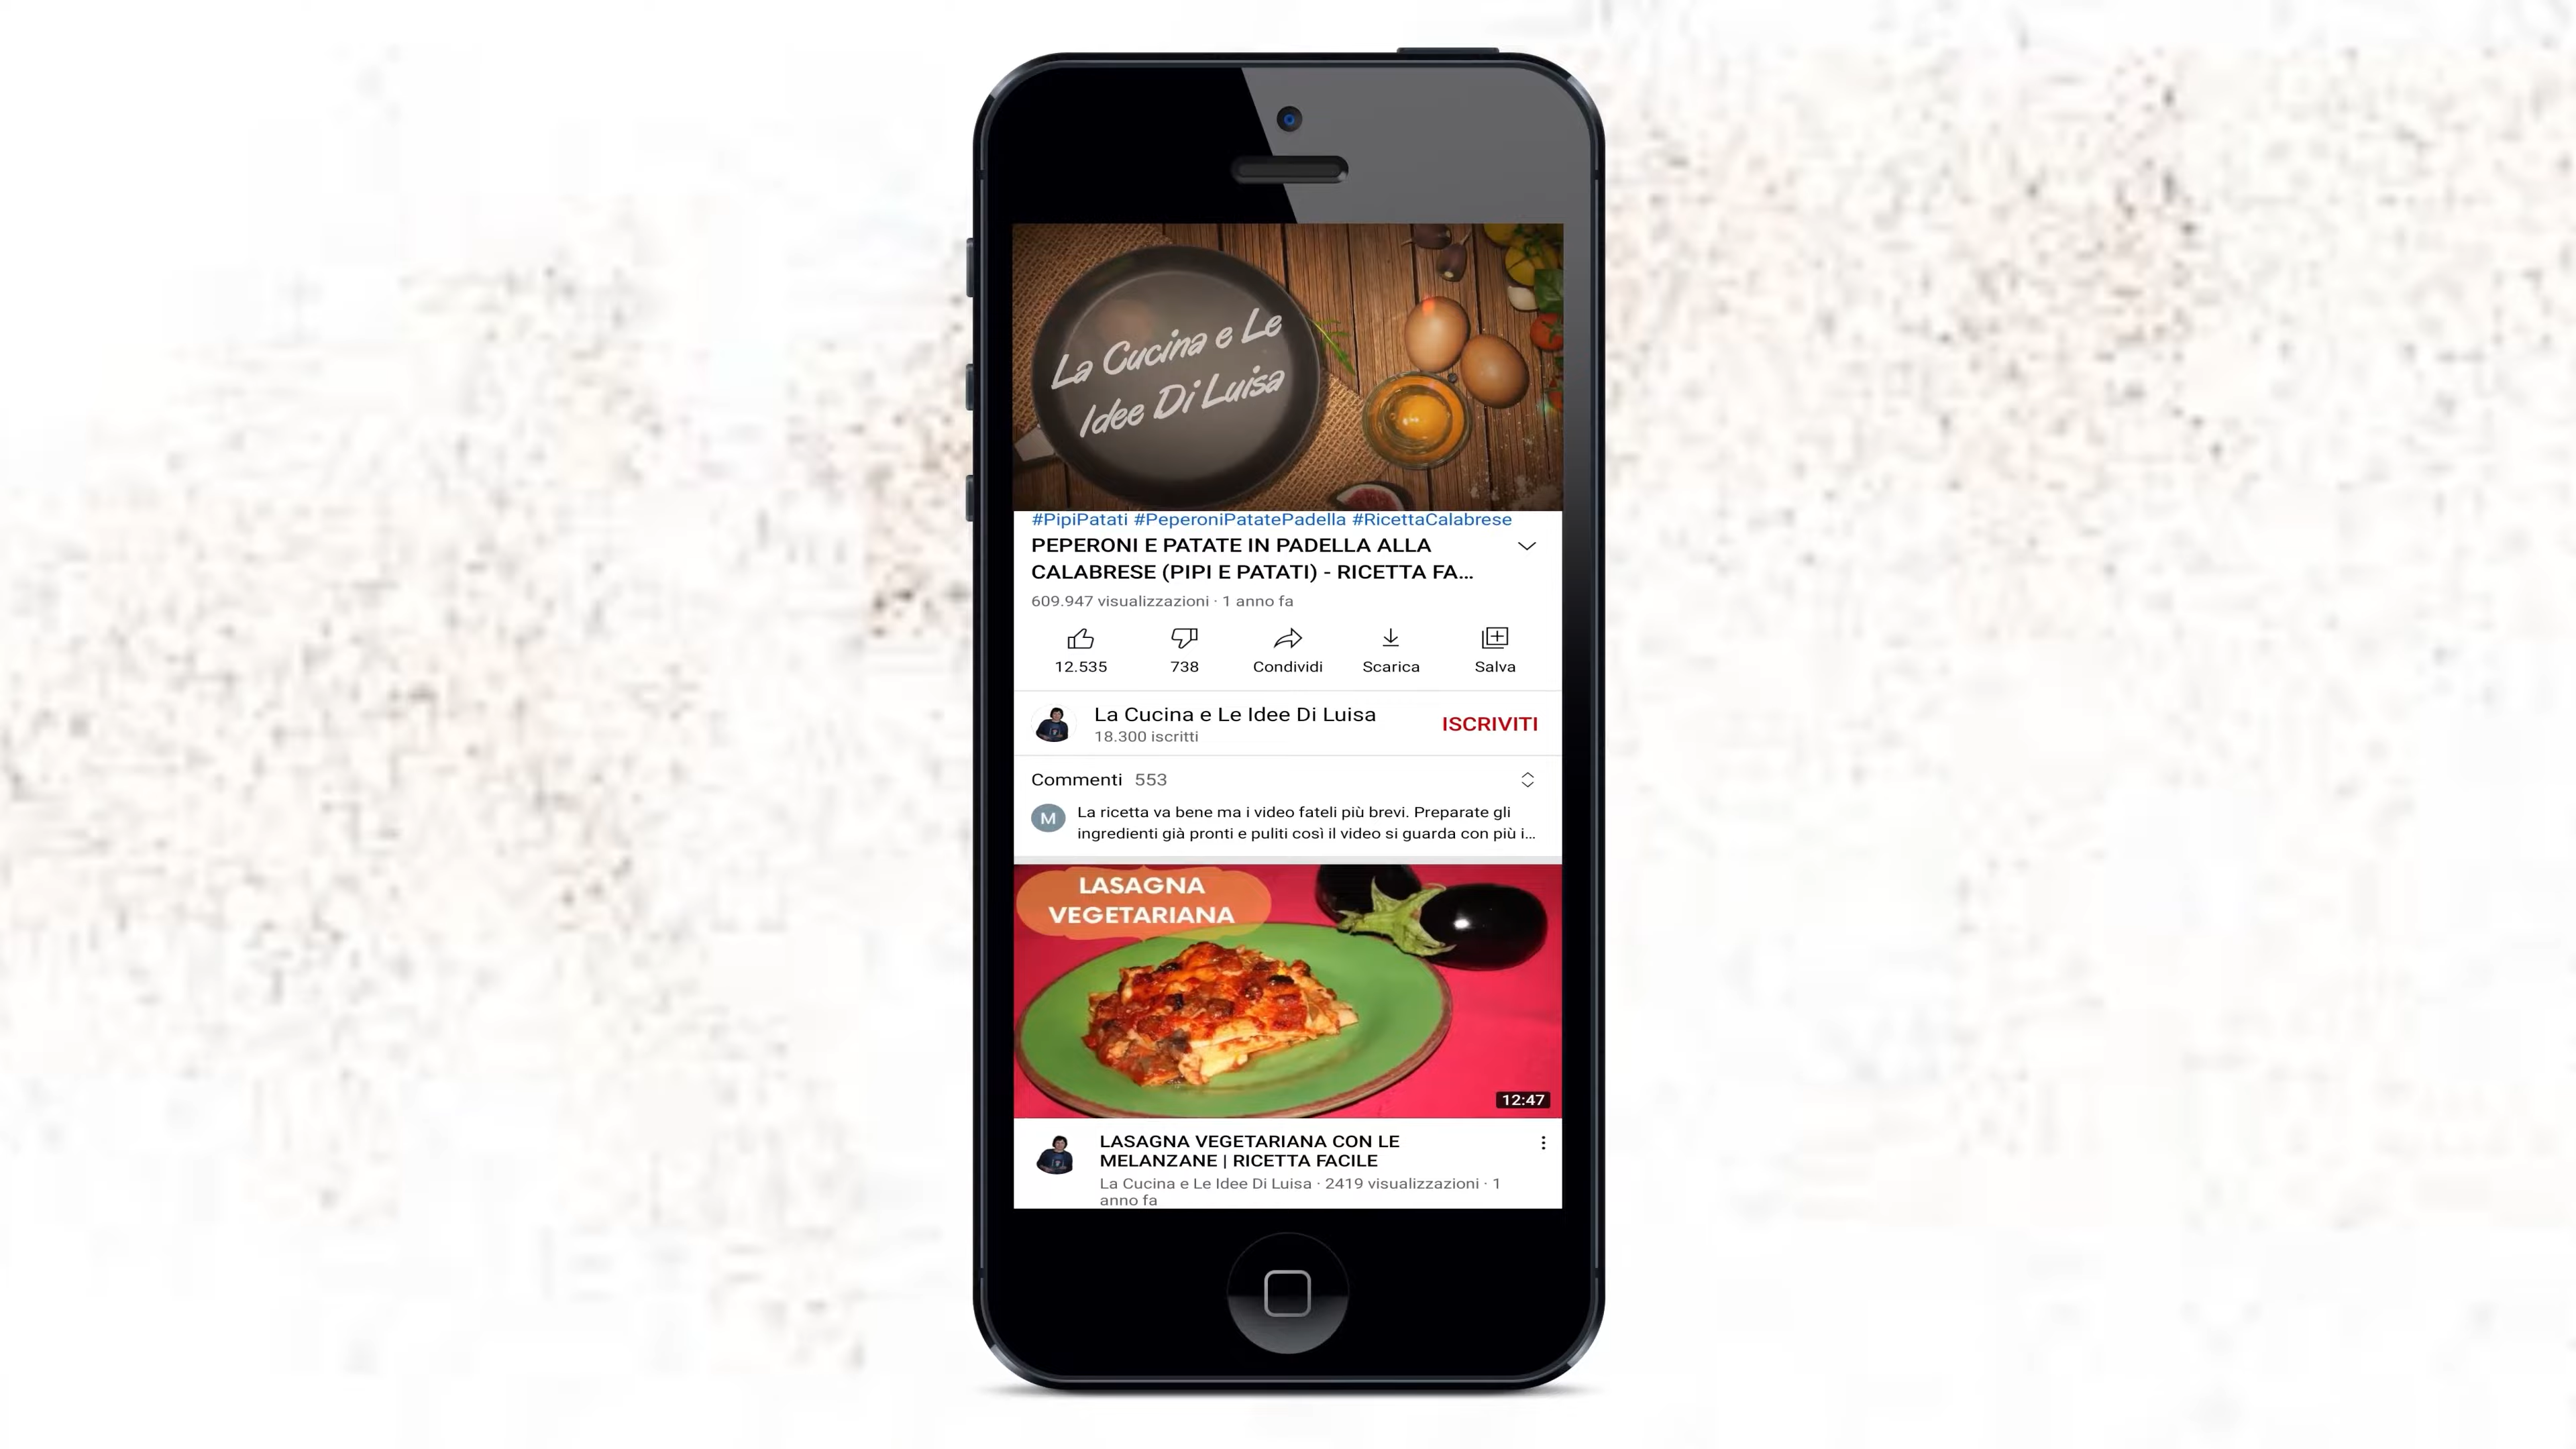 La Cucina e Le
Idee Di Luisa
#PipiPatati #PeperoniPatatePadella #RicettaCalabrese
PEPERONI E PATATE IN PADELLA ALLA
CALABRESE (PIPI E PATATI) - RICETTA FA...
609.947 visualizzazioni · 1 anno fa
12.535 738 Condividi Scarica Salva
La Cucina e Le Idee Di Luisa
18.300 iscritti
ISCRIVITI
Commenti 553
M
La ricetta va bene ma i video fateli più brevi. Preparate gli
ingredienti già pronti e puliti così il video si guarda con più i...
LASAGNA
VEGETARIANA
12:47
LASAGNA VEGETARIANA CON LE
MELANZANE | RICETTA FACILE
La Cucina e Le Idee Di Luisa · 2419 visualizzazioni · 1
anno fa